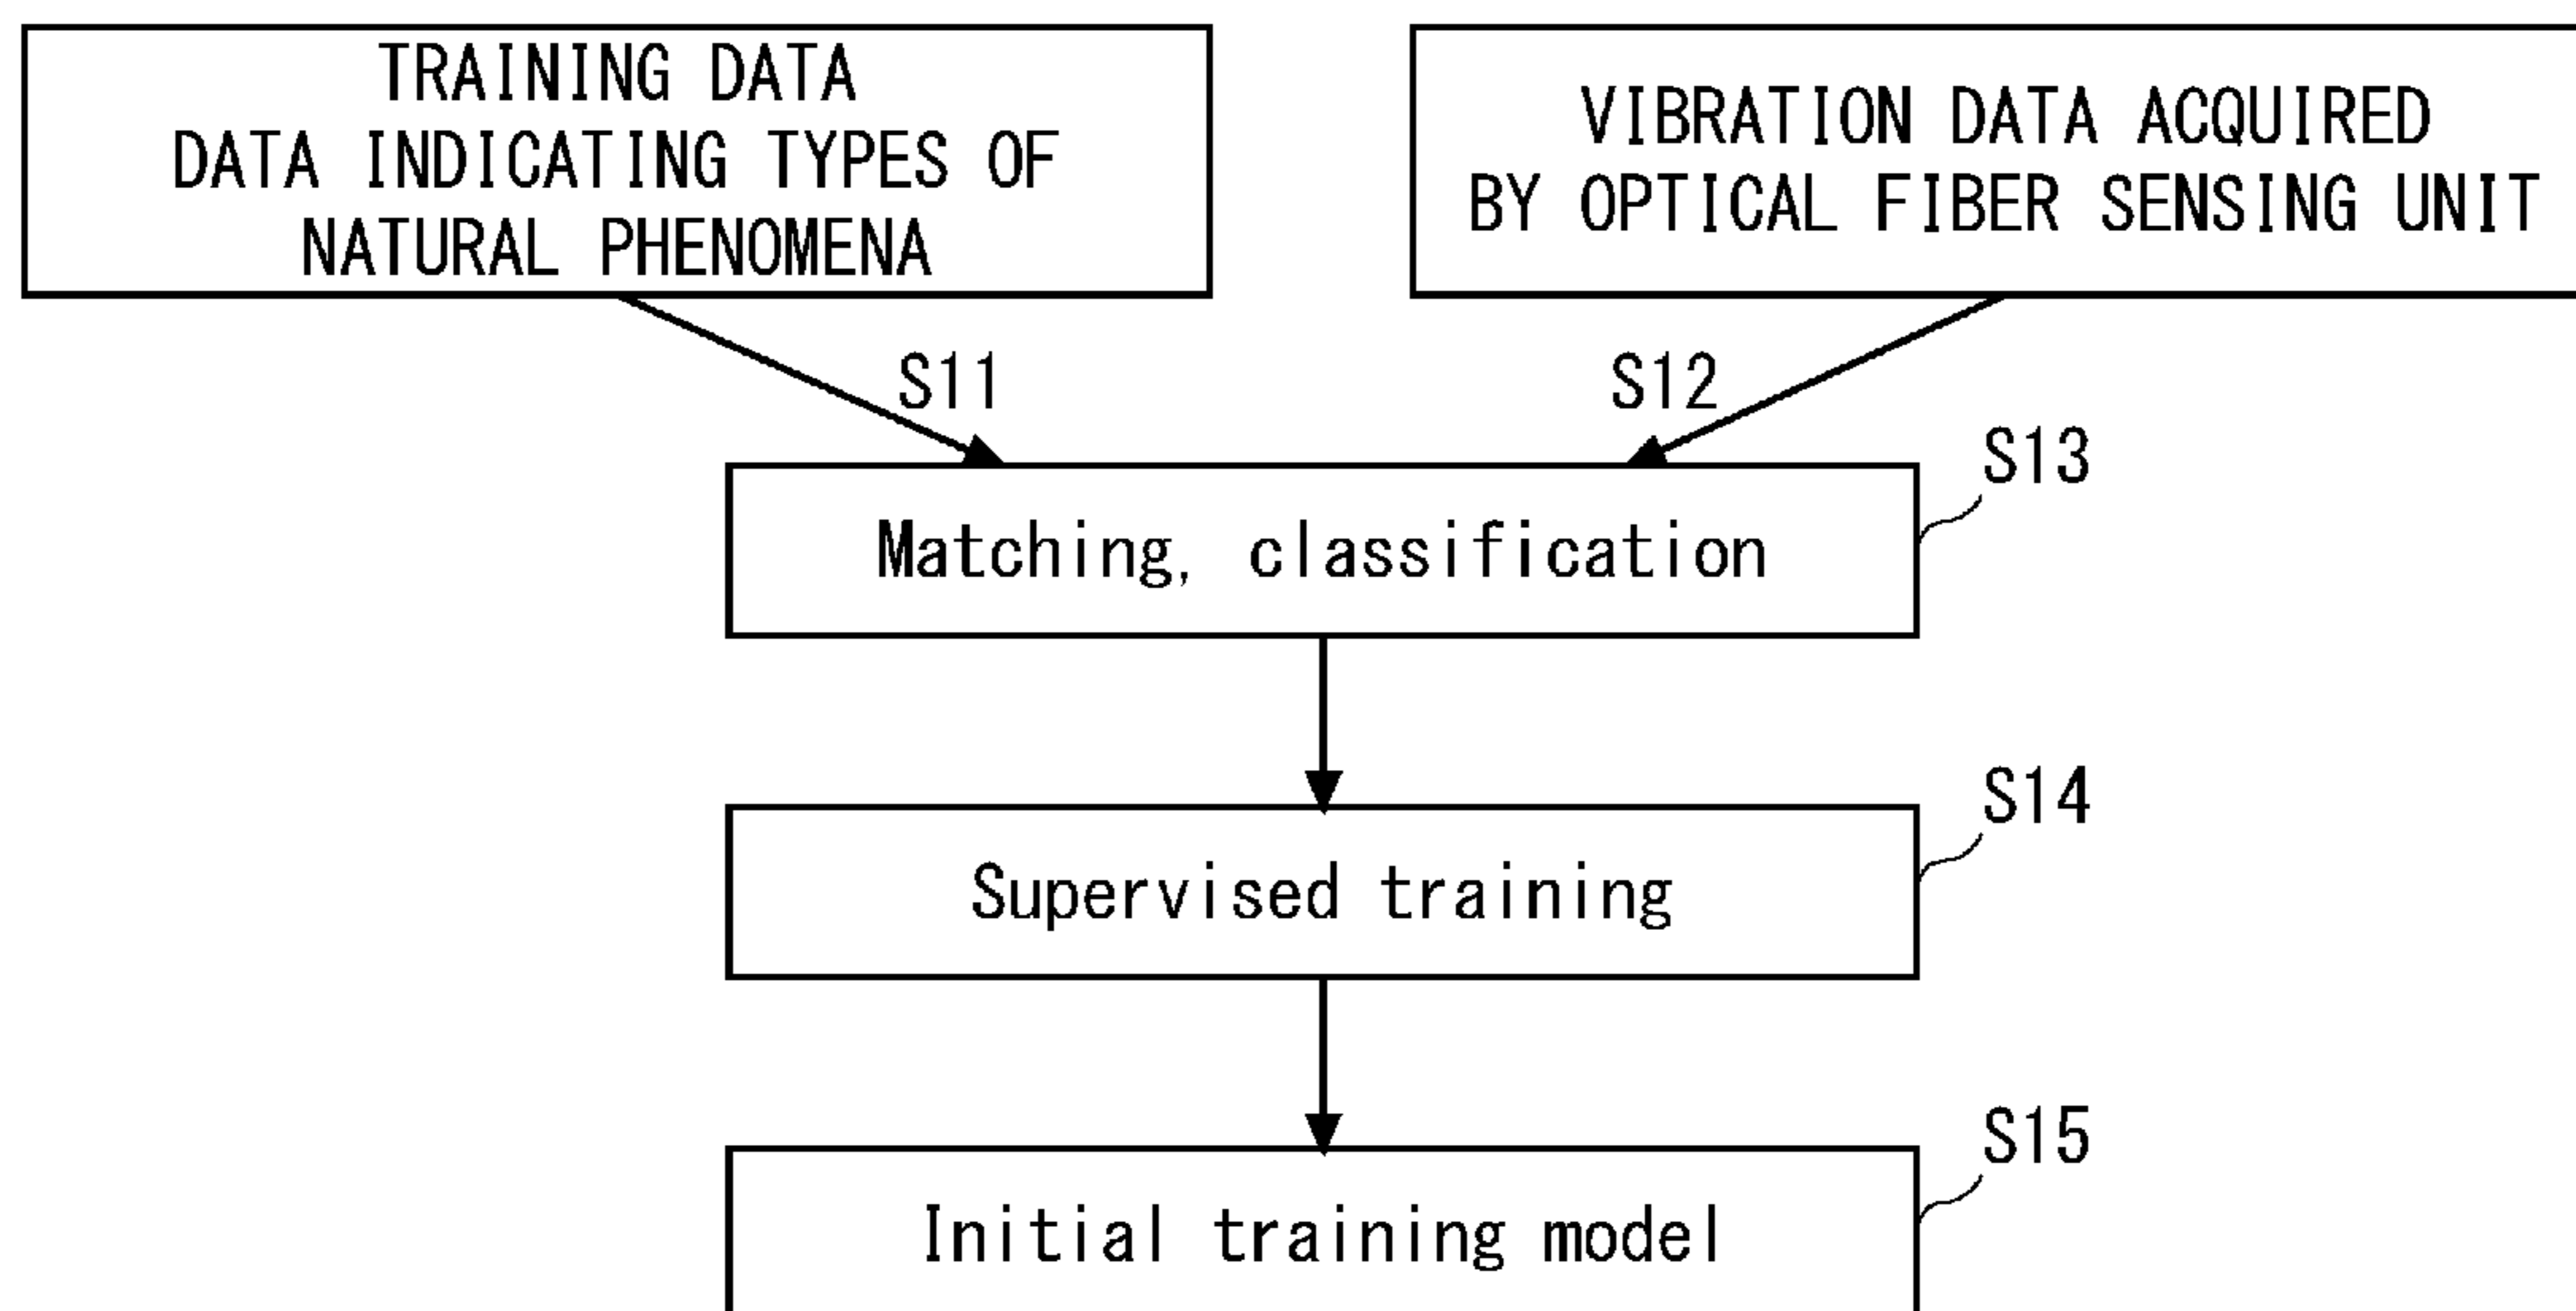 TRAINING DATA
DATA INDICATING TYPES OF
NATURAL PHENOMENA
VIBRATION DATA ACQUIRED
BY OPTICAL FIBER SENSING UNIT
S11
S12
S13
Matching, classification
S14
Supervised training
S15
Initial training model